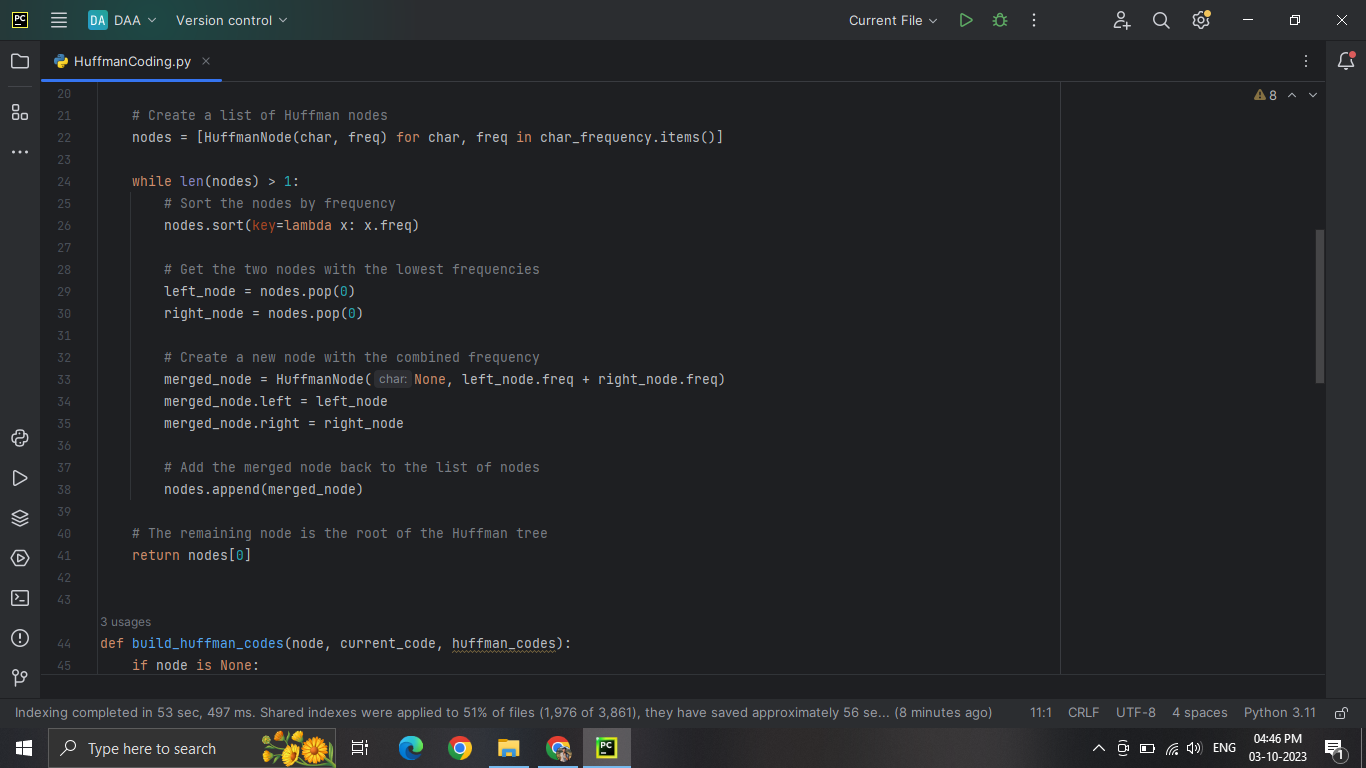 PC
DA DAA Version control Current File
HuffmanCoding.py
8
20
21 # Create a list of Huffman nodes
22 nodes = [HuffmanNode(char, freq) for char, freq in char_frequency.items()]
23
24 while len(nodes) > 1:
25 # Sort the nodes by frequency
26 nodes.sort(key=lambda x: x.freq)
27
28 # Get the two nodes with the lowest frequencies
29 left_node = nodes.pop(0)
30 right_node = nodes.pop(0)
31
32 # Create a new node with the combined frequency
33 merged_node = HuffmanNode(char: None, left_node.freq + right_node.freq)
34 merged_node.left = left_node
35 merged_node.right = right_node
36
37 # Add the merged node back to the list of nodes
38 nodes.append(merged_node)
39
40 # The remaining node is the root of the Huffman tree
41 return nodes[0]
42
43
3 usages
44 def build_huffman_codes(node, current_code, huffman_codes):
45 if node is None:
Indexing completed in 53 sec, 497 ms. Shared indexes were applied to 51% of files (1,976 of 3,861), they have saved approximately 56 se... (8 minutes ago) 11:1 CRLF UTF-8 4 spaces Python 3.11
Type here to search PC ENG 04:46 PM
03-10-2023
1